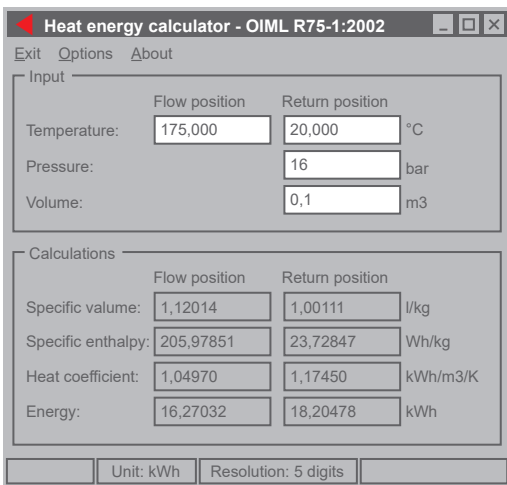 Heat energy calculator - OIML R75-1:2002
Exit Options About
Input
Flow position Return position
Temperature: 175,000 20,000 °C
Pressure: 16 bar
Volume: 0,1 m3
Calculations
Flow position Return position
Specific valume: 1,12014 1,00111 l/kg
Specific enthalpy: 205,97851 23,72847 Wh/kg
Heat coefficient: 1,04970 1,17450 kWh/m3/K
Energy: 16,27032 18,20478 kWh
Unit: kWh Resolution: 5 digits